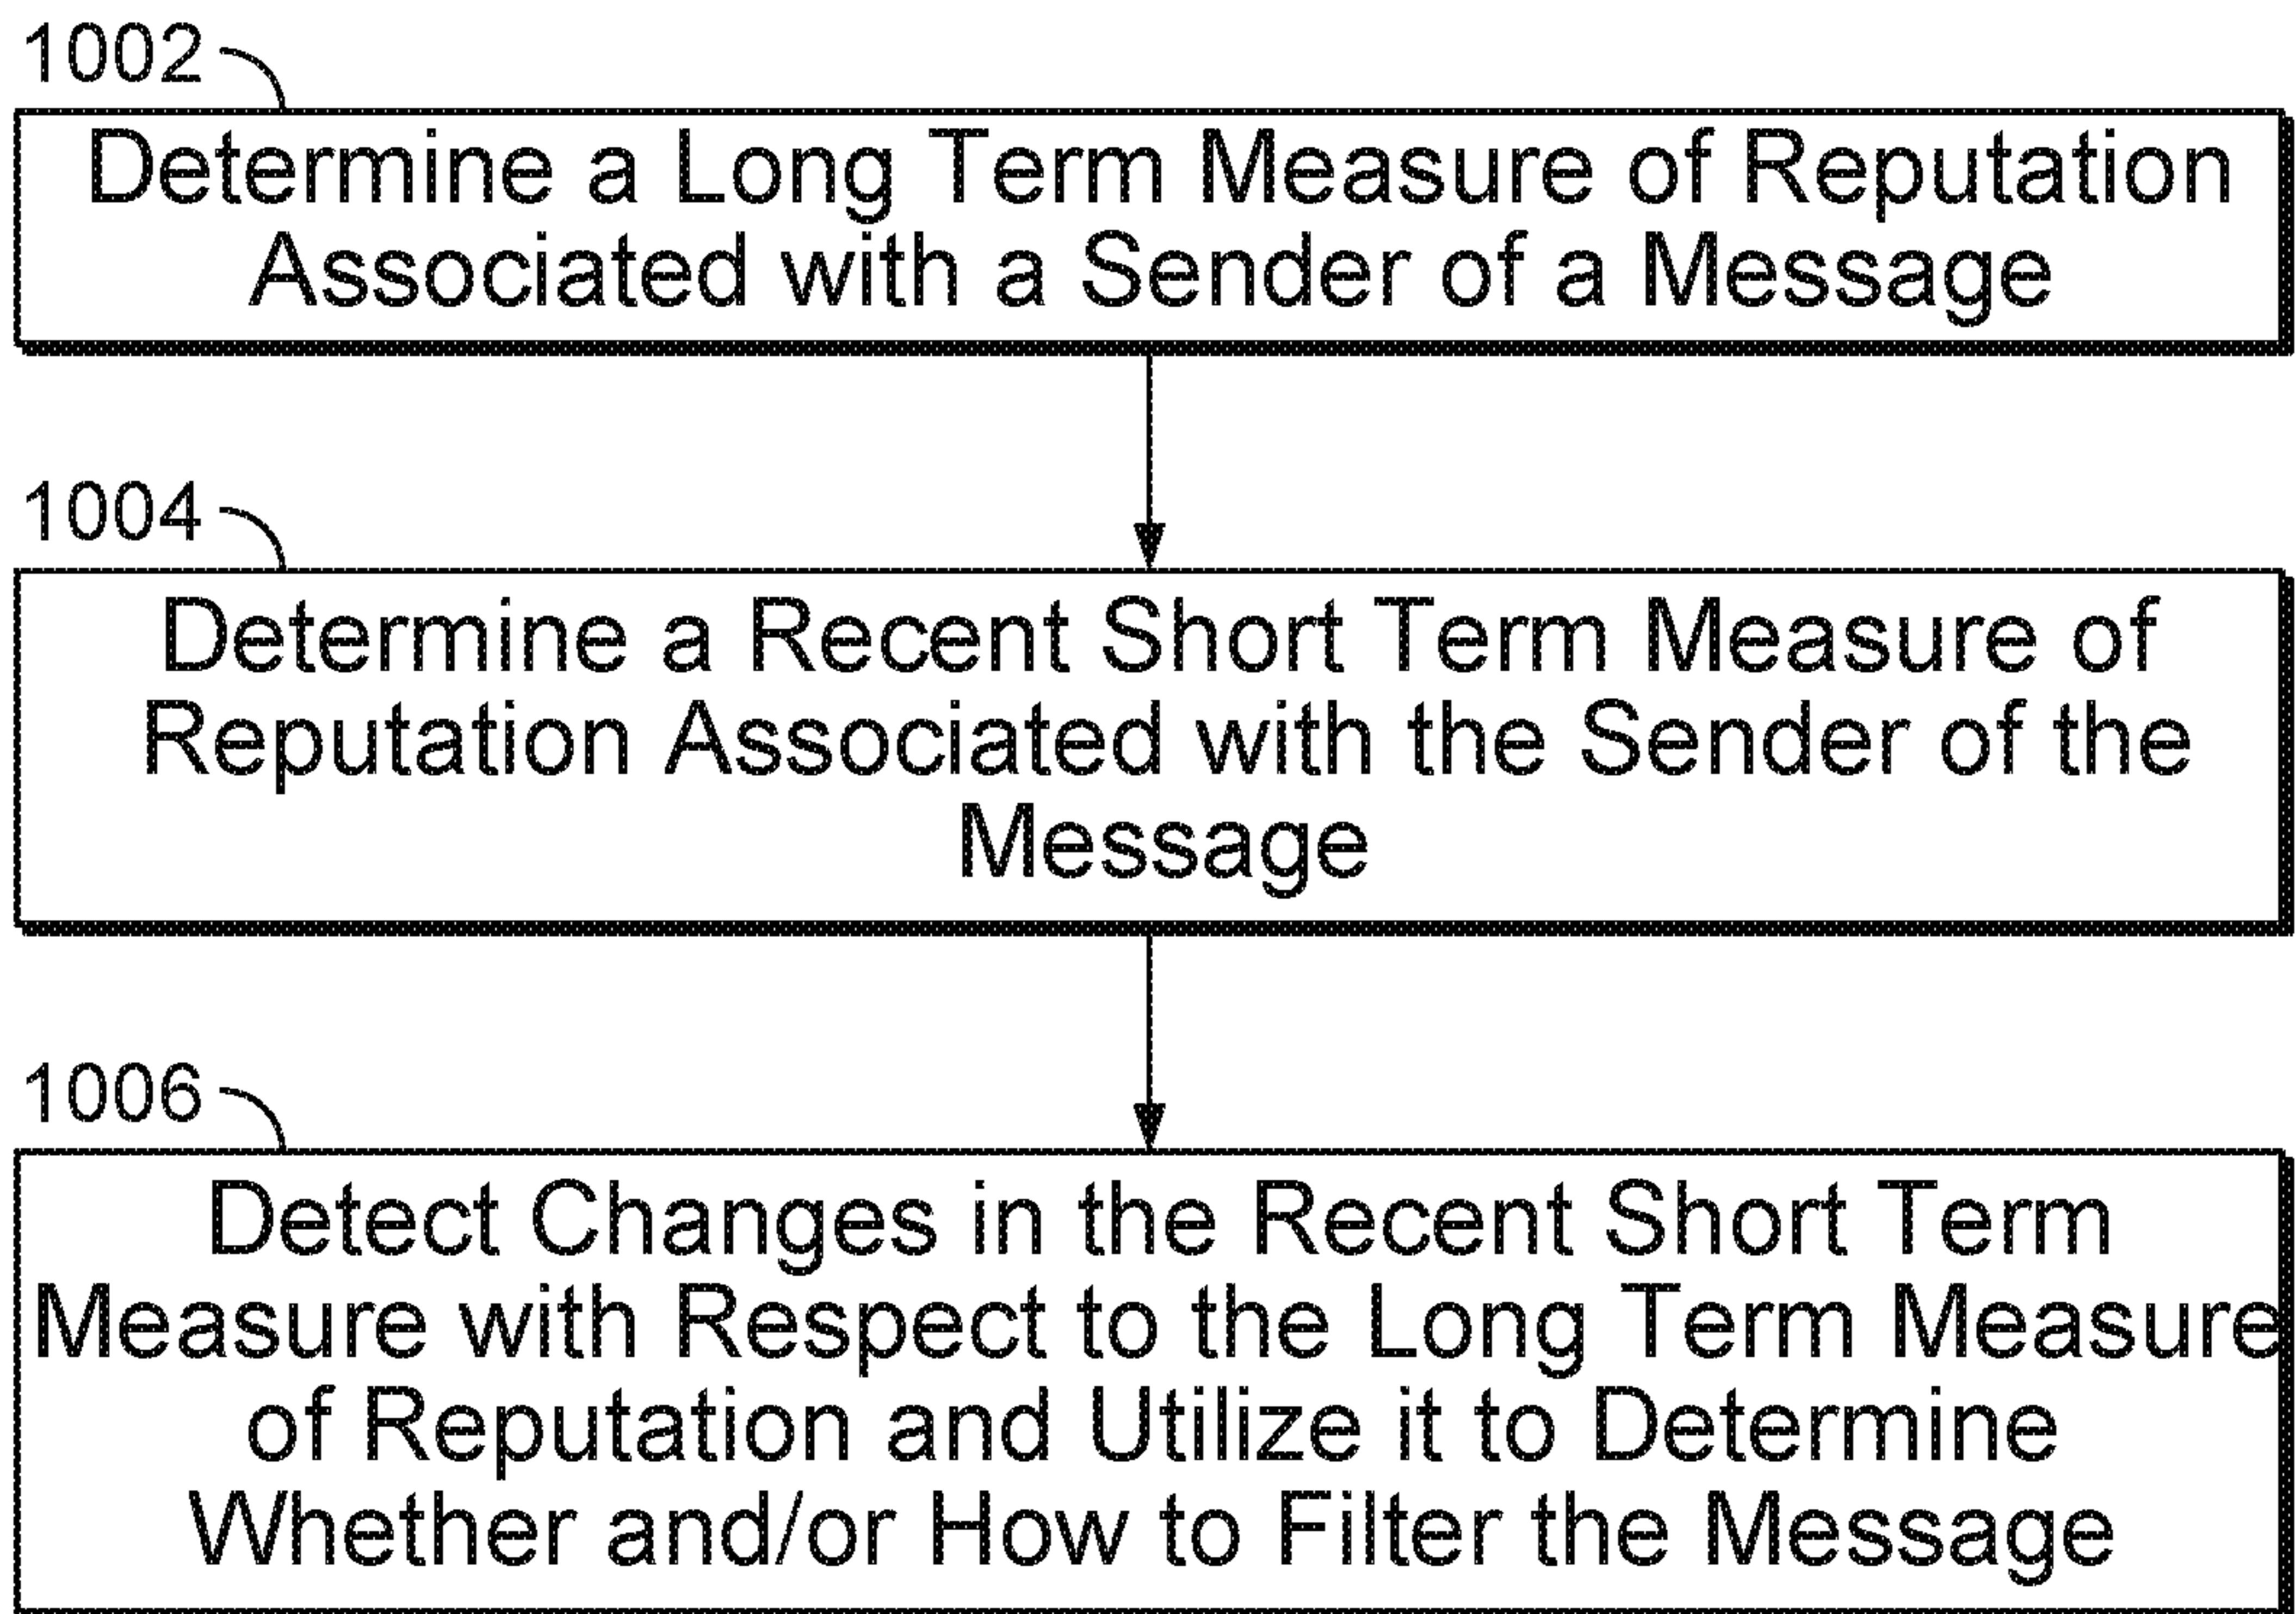 1002
Determine a Long Term Measure of Reputation
Associated with a Sender of a Message
1004
Determine a Recent Short Term Measure of
Reputation Associated with the Sender of the
Message
1006
Detect Changes in the Recent Short Term
Measure with Respect to the Long Term Measure
of Reputation and Utilize it to Determine
Whether and/or How to Filter the Message